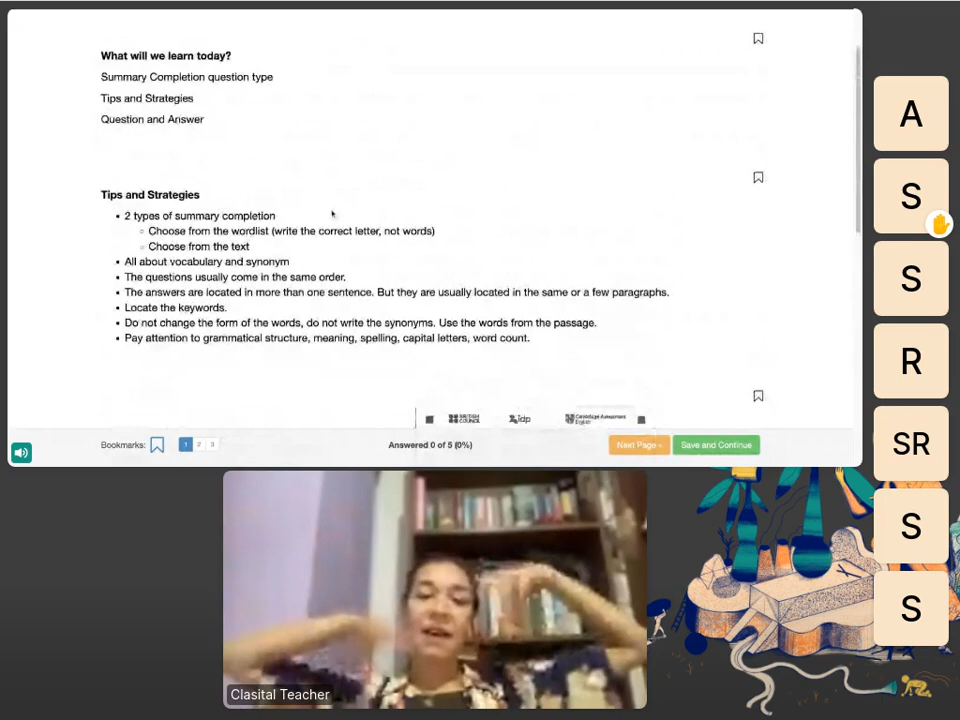 What will we learn today?
Summary Completion question type
Tips and Strategies
Question and Answer
Tips and Strategies
2 types of summary completion
Choose from the wordlist (write the correct letter, not words)
Choose from the text
All about vocabulary and synonym
The questions usually come in the same order.
The answers are located in more than one sentence. But they are usually located in the same or a few paragraphs.
Locate the keywords.
Do not change the form of the words, do not write the synonyms. Use the words from the passage.
Pay attention to grammatical structure, meaning, spelling, capital letters, word count.
BRITISH COUNCIL
idp
Cambridge Assessment English
Bookmarks:
1 2 3
Answered 0 of 5 (0%)
Next Page
Save and Continue
A
S
S
R
SR
S
S
Clasital Teacher